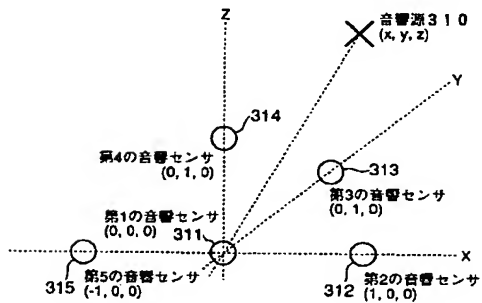 Z
音響源310
(x, y, z)
Y
314
第4の音響センサ
(0, 1, 0)
313
第3の音響センサ
(0, 1, 0)
第1の音響センサ
(0, 0, 0)
311
X
315
第5の音響センサ
(-1, 0, 0)
312
第2の音響センサ
(1, 0, 0)